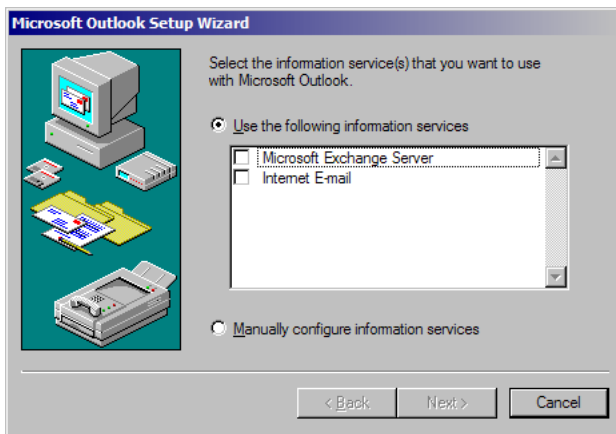 Microsoft Outlook Setup Wizard
Select the information service(s) that you want to use
with Microsoft Outlook.
Use the following information services
Microsoft Exchange Server
Internet E-mail
Manually configure information services
< Back Next > Cancel